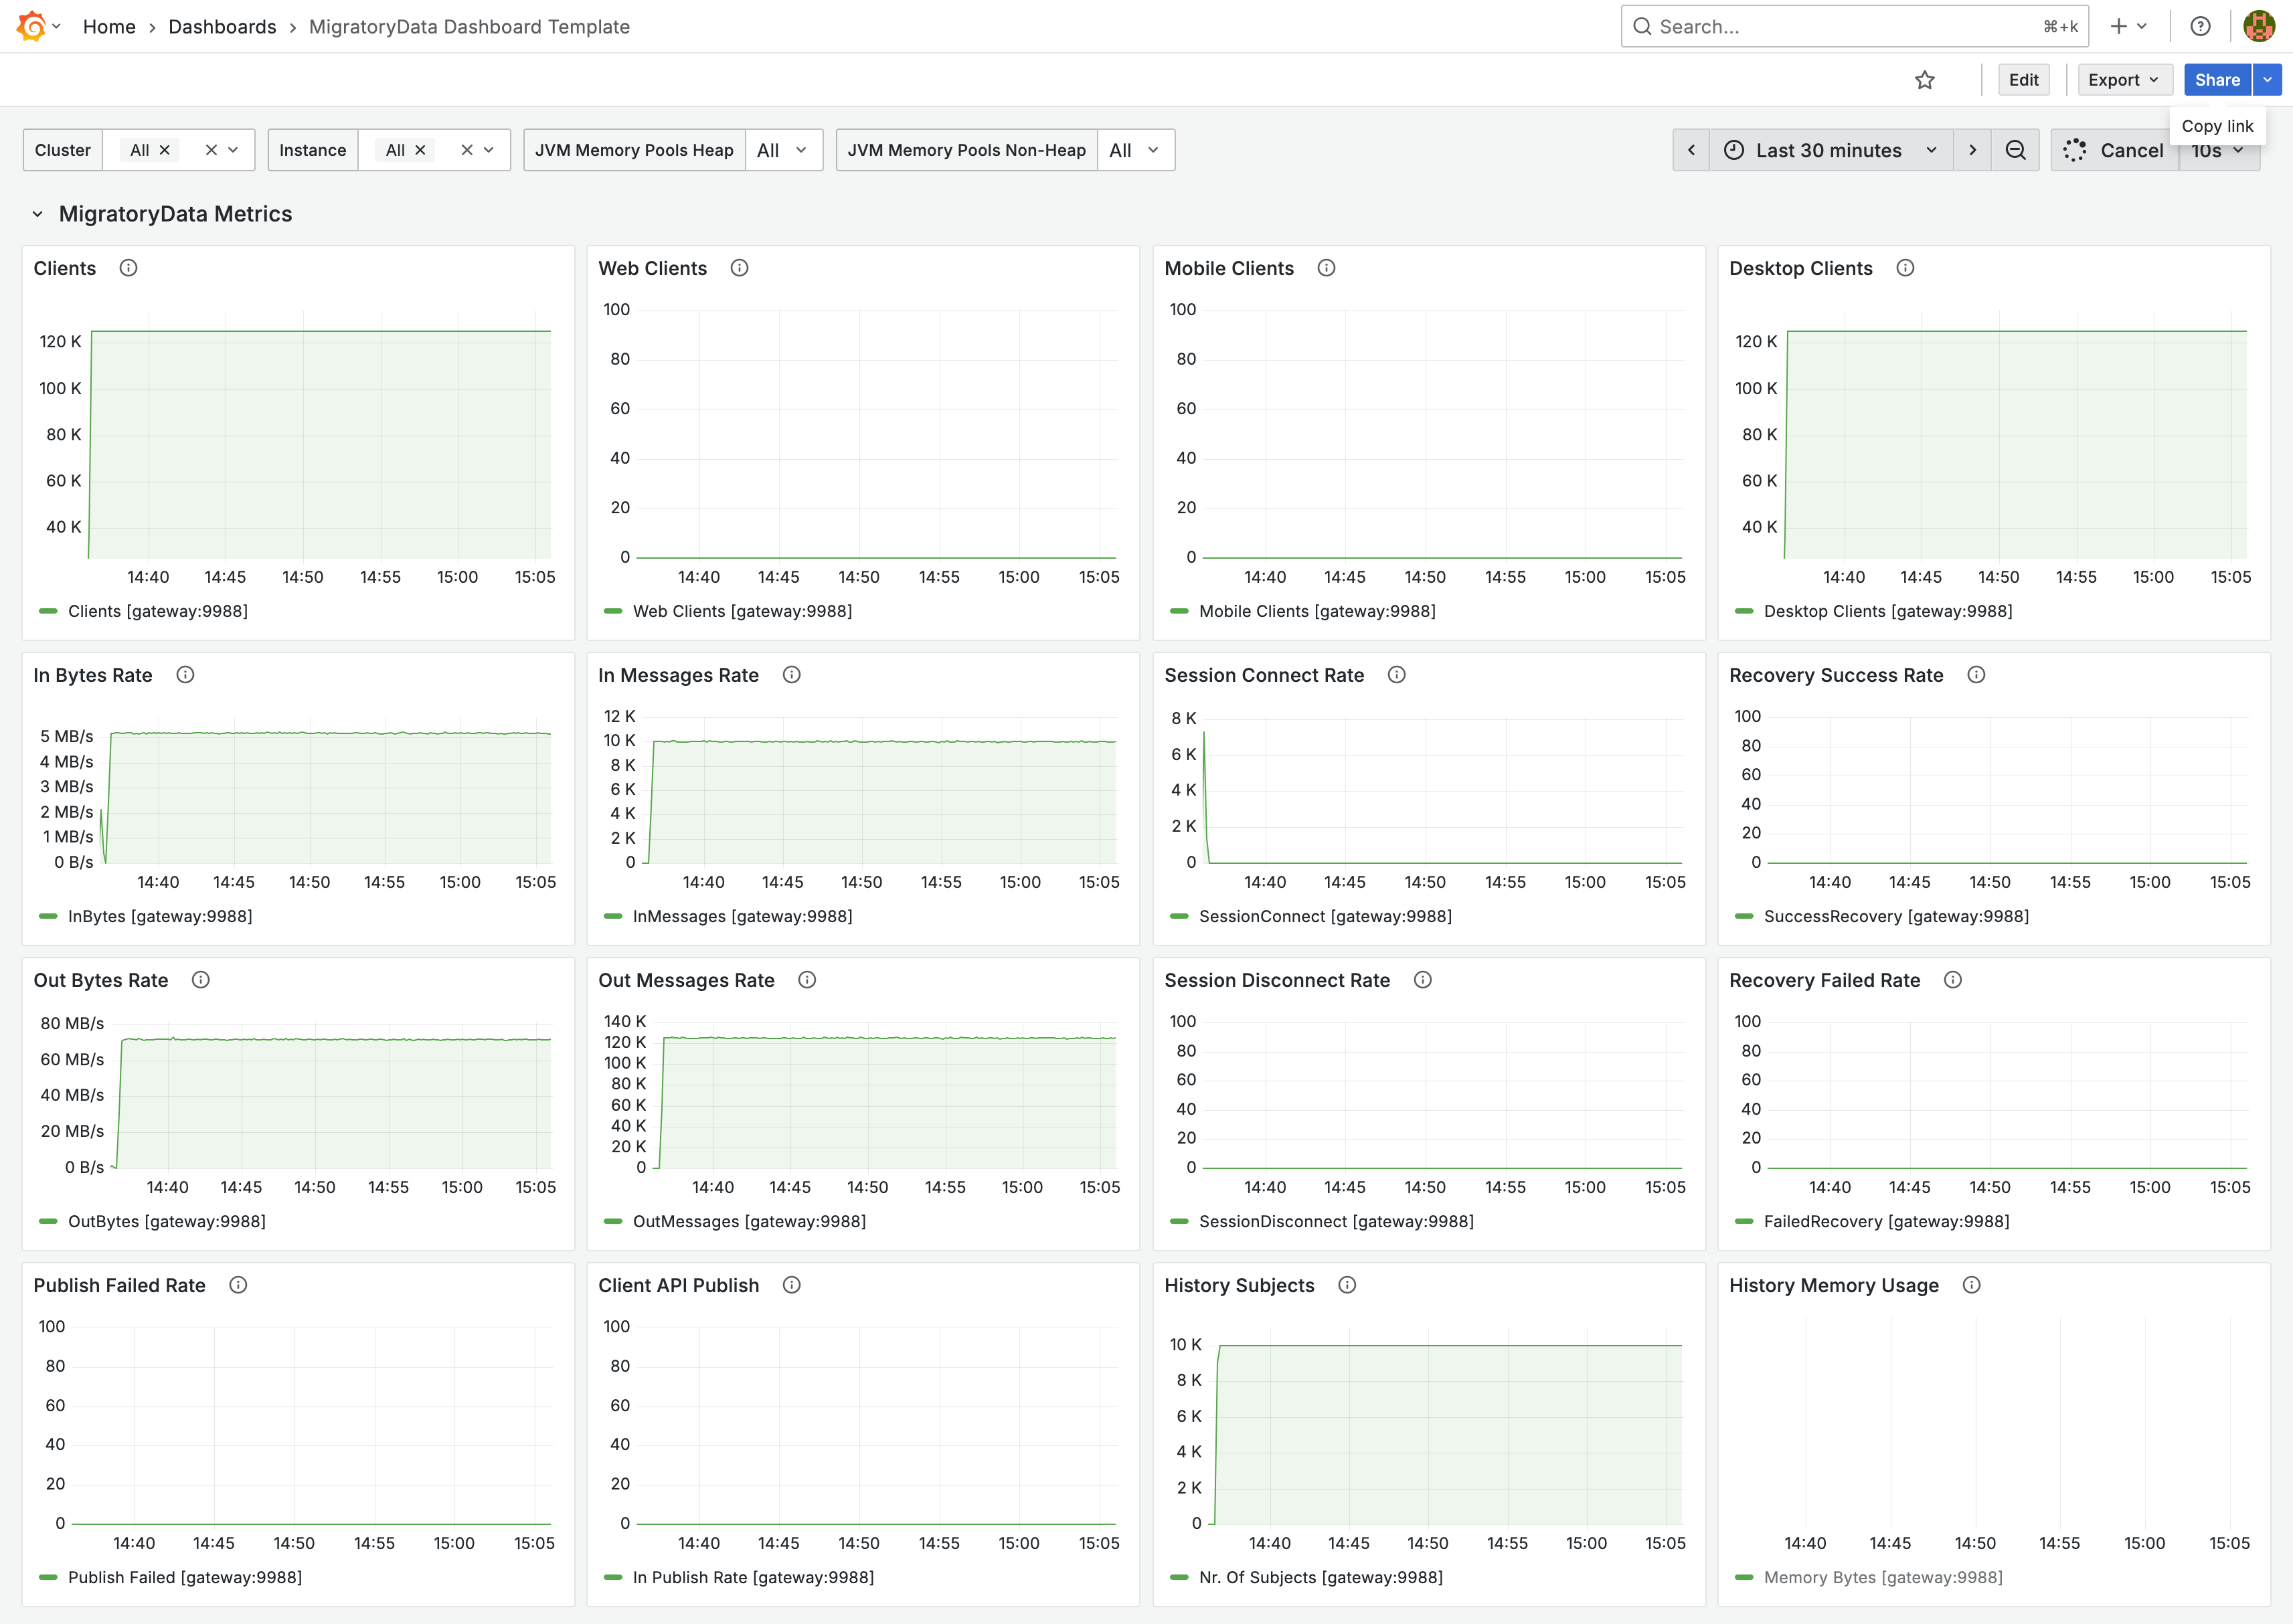 Home › Dashboards › MigratoryData Dashboard Template
Search... ⌘+k
Edit Export Share
Copy link
Cluster All Instance All JVM Memory Pools Heap All JVM Memory Pools Non-Heap All Last 30 minutes Cancel 10s
MigratoryData Metrics
Clients
120 K
100 K
80 K
60 K
40 K
14:40 14:45 14:50 14:55 15:00 15:05
Clients [gateway:9988]
Web Clients
100
80
60
40
20
0
14:40 14:45 14:50 14:55 15:00 15:05
Web Clients [gateway:9988]
Mobile Clients
100
80
60
40
20
0
14:40 14:45 14:50 14:55 15:00 15:05
Mobile Clients [gateway:9988]
Desktop Clients
120 K
100 K
80 K
60 K
40 K
14:40 14:45 14:50 14:55 15:00 15:05
Desktop Clients [gateway:9988]
In Bytes Rate
5 MB/s
4 MB/s
3 MB/s
2 MB/s
1 MB/s
0 B/s
14:40 14:45 14:50 14:55 15:00 15:05
InBytes [gateway:9988]
In Messages Rate
12 K
10 K
8 K
6 K
4 K
2 K
0
14:40 14:45 14:50 14:55 15:00 15:05
InMessages [gateway:9988]
Session Connect Rate
8 K
6 K
4 K
2 K
0
14:40 14:45 14:50 14:55 15:00 15:05
SessionConnect [gateway:9988]
Recovery Success Rate
100
80
60
40
20
0
14:40 14:45 14:50 14:55 15:00 15:05
SuccessRecovery [gateway:9988]
Out Bytes Rate
80 MB/s
60 MB/s
40 MB/s
20 MB/s
0 B/s
14:40 14:45 14:50 14:55 15:00 15:05
OutBytes [gateway:9988]
Out Messages Rate
140 K
120 K
100 K
80 K
60 K
40 K
20 K
0
14:40 14:45 14:50 14:55 15:00 15:05
OutMessages [gateway:9988]
Session Disconnect Rate
100
80
60
40
20
0
14:40 14:45 14:50 14:55 15:00 15:05
SessionDisconnect [gateway:9988]
Recovery Failed Rate
100
80
60
40
20
0
14:40 14:45 14:50 14:55 15:00 15:05
FailedRecovery [gateway:9988]
Publish Failed Rate
100
80
60
40
20
0
14:40 14:45 14:50 14:55 15:00 15:05
Publish Failed [gateway:9988]
Client API Publish
100
80
60
40
20
0
14:40 14:45 14:50 14:55 15:00 15:05
In Publish Rate [gateway:9988]
History Subjects
10 K
8 K
6 K
4 K
2 K
0
14:40 14:45 14:50 14:55 15:00 15:05
Nr. Of Subjects [gateway:9988]
History Memory Usage
14:40 14:45 14:50 14:55 15:00 15:05
Memory Bytes [gateway:9988]